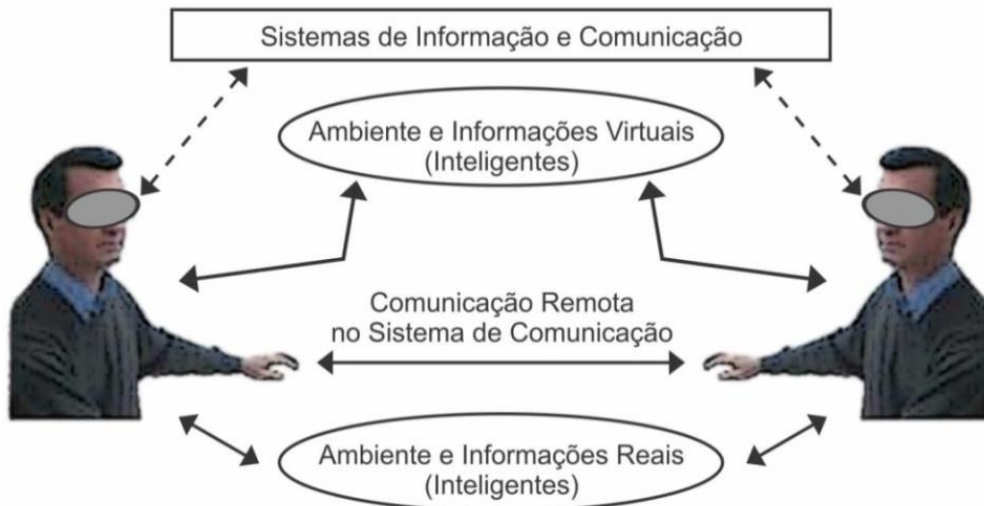 Sistemas de Informação e Comunicação
Ambiente e Informações Virtuais
(Inteligentes)
Comunicação Remota
no Sistema de Comunicação
Ambiente e Informações Reais
(Inteligentes)